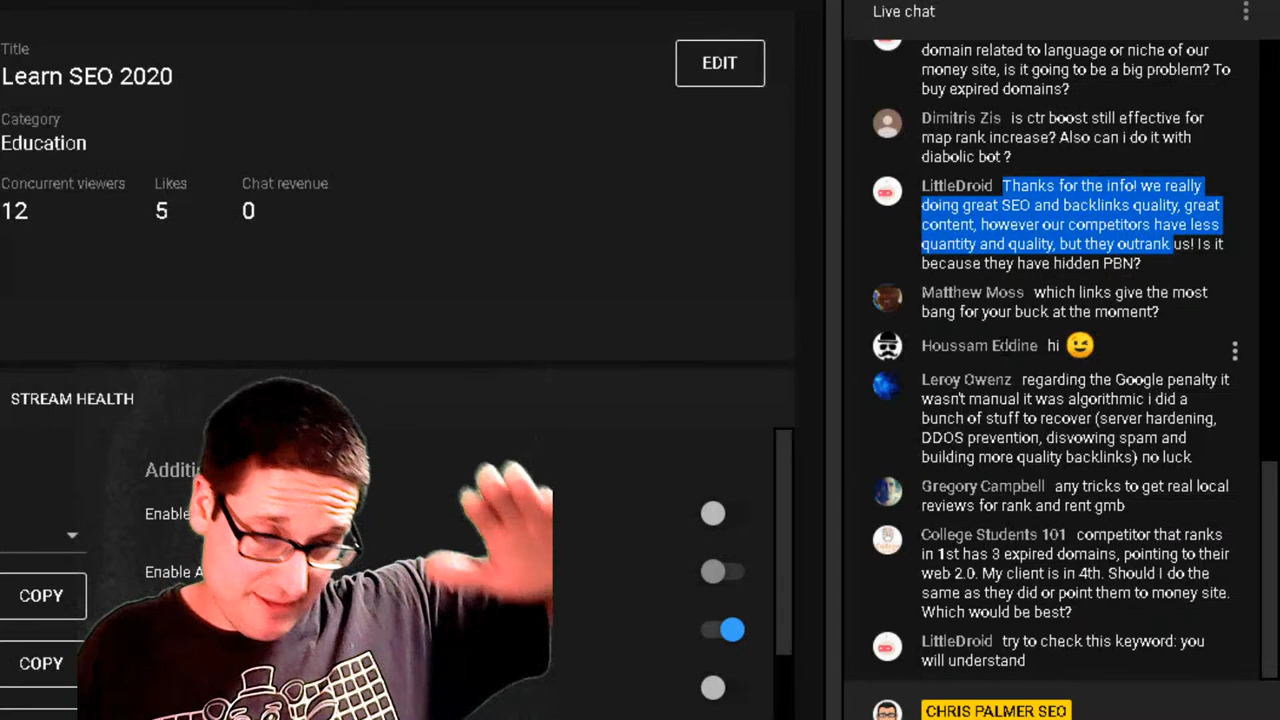 Title
Learn SEO 2020
EDIT
Category
Education
Concurrent viewers
Likes
Chat revenue
12
5
0
STREAM HEALTH
Additi
Enable
Enable A
COPY
COPY
Live chat
domain related to language or niche of our
money site, is it going to be a big problem? To
buy expired domains?
Dimitris Zis is ctr boost still effective for
map rank increase? Also can i do it with
diabolic bot ?
LittleDroid Thanks for the info! we really
doing great SEO and backlinks quality, great
content, however our competitors have less
quantity and quality, but they outrank us! Is it
because they have hidden PBN?
Matthew Moss which links give the most
bang for your buck at the moment?
Houssam Eddine hi 😉
Leroy Owenz regarding the Google penalty it
wasn't manual it was algorithmic i did a
bunch of stuff to recover (server hardening,
DDOS prevention, disvowing spam and
building more quality backlinks) no luck
Gregory Campbell any tricks to get real local
reviews for rank and rent gmb
College Students 101 competitor that ranks
in 1st has 3 expired domains, pointing to their
web 2.0. My client is in 4th. Should I do the
same as they did or point them to money site.
Which would be best?
LittleDroid try to check this keyword: you
will understand
CHRIS PALMER SEO